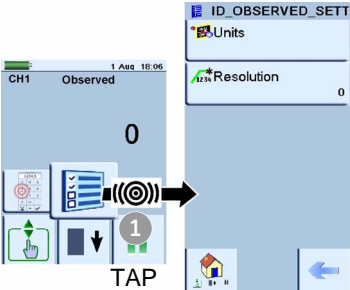 1 Aug 18:06
CH1 Observed
0
1
TAP
ID_OBSERVED_SETT
Units
Resolution
0